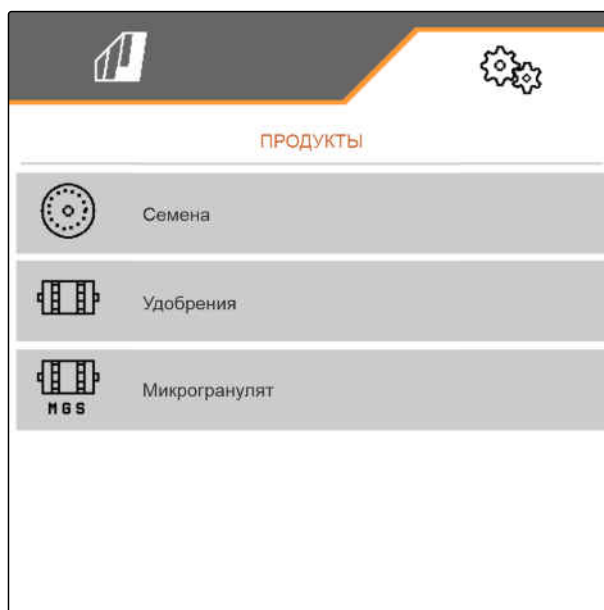 ПРОДУКТЫ
Семена
Удобрения
MGS
Микрогранулят